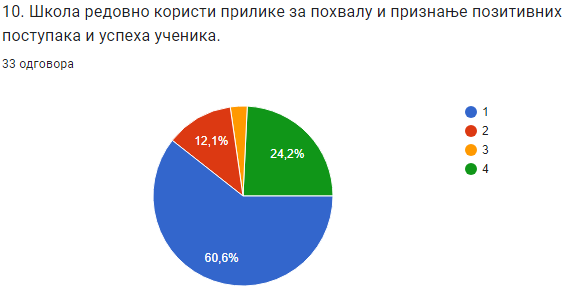 10. Школа редовно користи прилике за похвалу и признање позитивних
поступака и успеха ученика.
33 одговора
1
2
3
4
12,1%
24,2%
60,6%